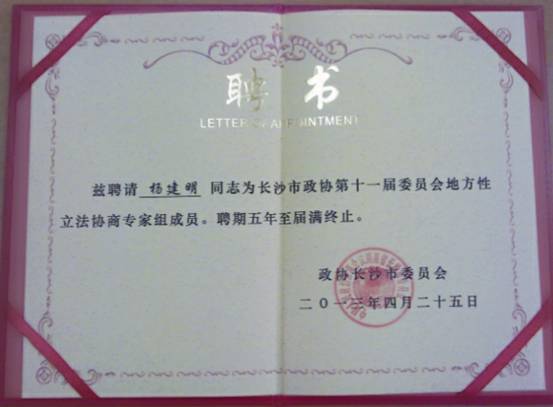 聘书
LETTER OF APPOINTMENT
兹聘请 杨建明 同志为长沙市政协第十一届委员会地方性
立法协商专家组成员。聘期五年至届满终止。
政协长沙市委员会
二〇一三年四月二十五日